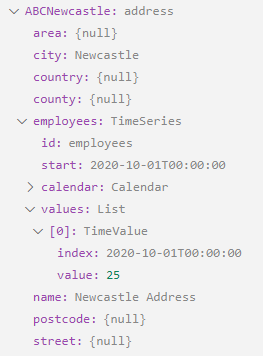 ABCNewcastle: address
area: {null}
city: Newcastle
country: {null}
county: {null}
employees: TimeSeries
id: employees
start: 2020-10-01T00:00:00
calendar: Calendar
values: List
[0]: TimeValue
index: 2020-10-01T00:00:00
value: 25
name: Newcastle Address
postcode: {null}
street: {null}